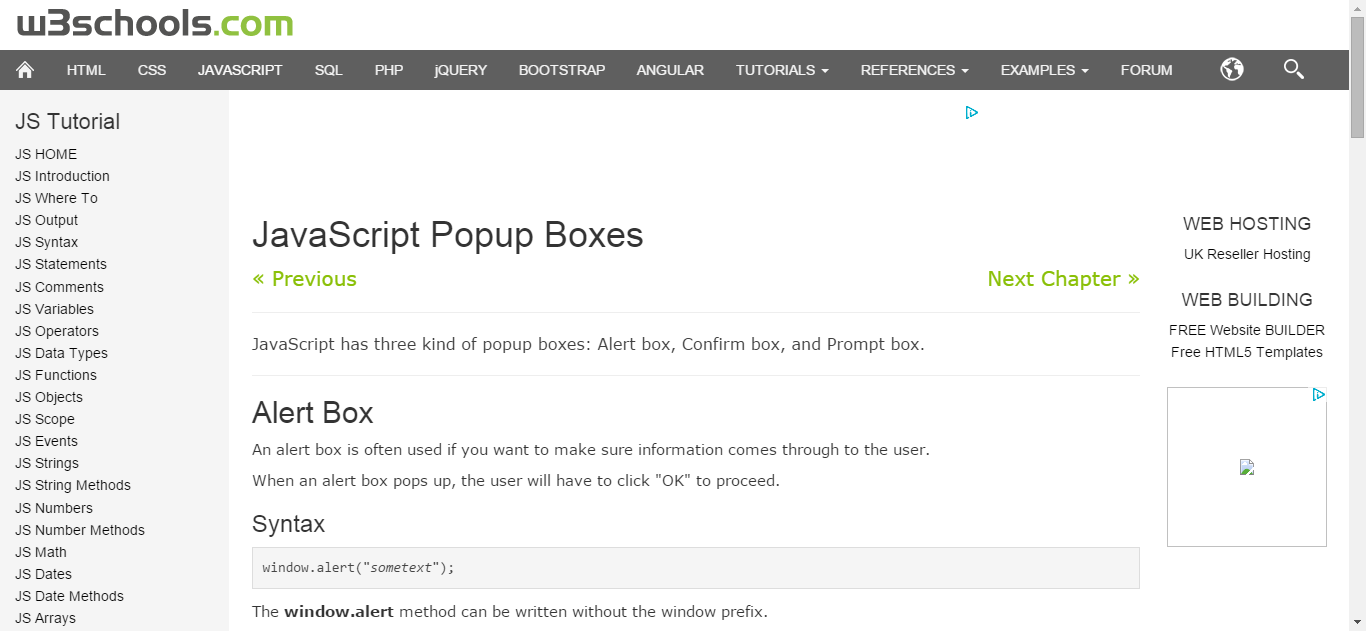 w3schools.com
HTML CSS JAVASCRIPT SQL PHP jQUERY BOOTSTRAP ANGULAR TUTORIALS REFERENCES EXAMPLES FORUM
JS Tutorial
JS HOME
JS Introduction
JS Where To
JS Output
JS Syntax
JS Statements
JS Comments
JS Variables
JS Operators
JS Data Types
JS Functions
JS Objects
JS Scope
JS Events
JS Strings
JS String Methods
JS Numbers
JS Number Methods
JS Math
JS Dates
JS Date Methods
JS Arrays
JavaScript Popup Boxes
« Previous
Next Chapter »
JavaScript has three kind of popup boxes: Alert box, Confirm box, and Prompt box.
Alert Box
An alert box is often used if you want to make sure information comes through to the user.
When an alert box pops up, the user will have to click "OK" to proceed.
Syntax
window.alert("sometext");
The window.alert method can be written without the window prefix.
WEB HOSTING
UK Reseller Hosting
WEB BUILDING
FREE Website BUILDER
Free HTML5 Templates